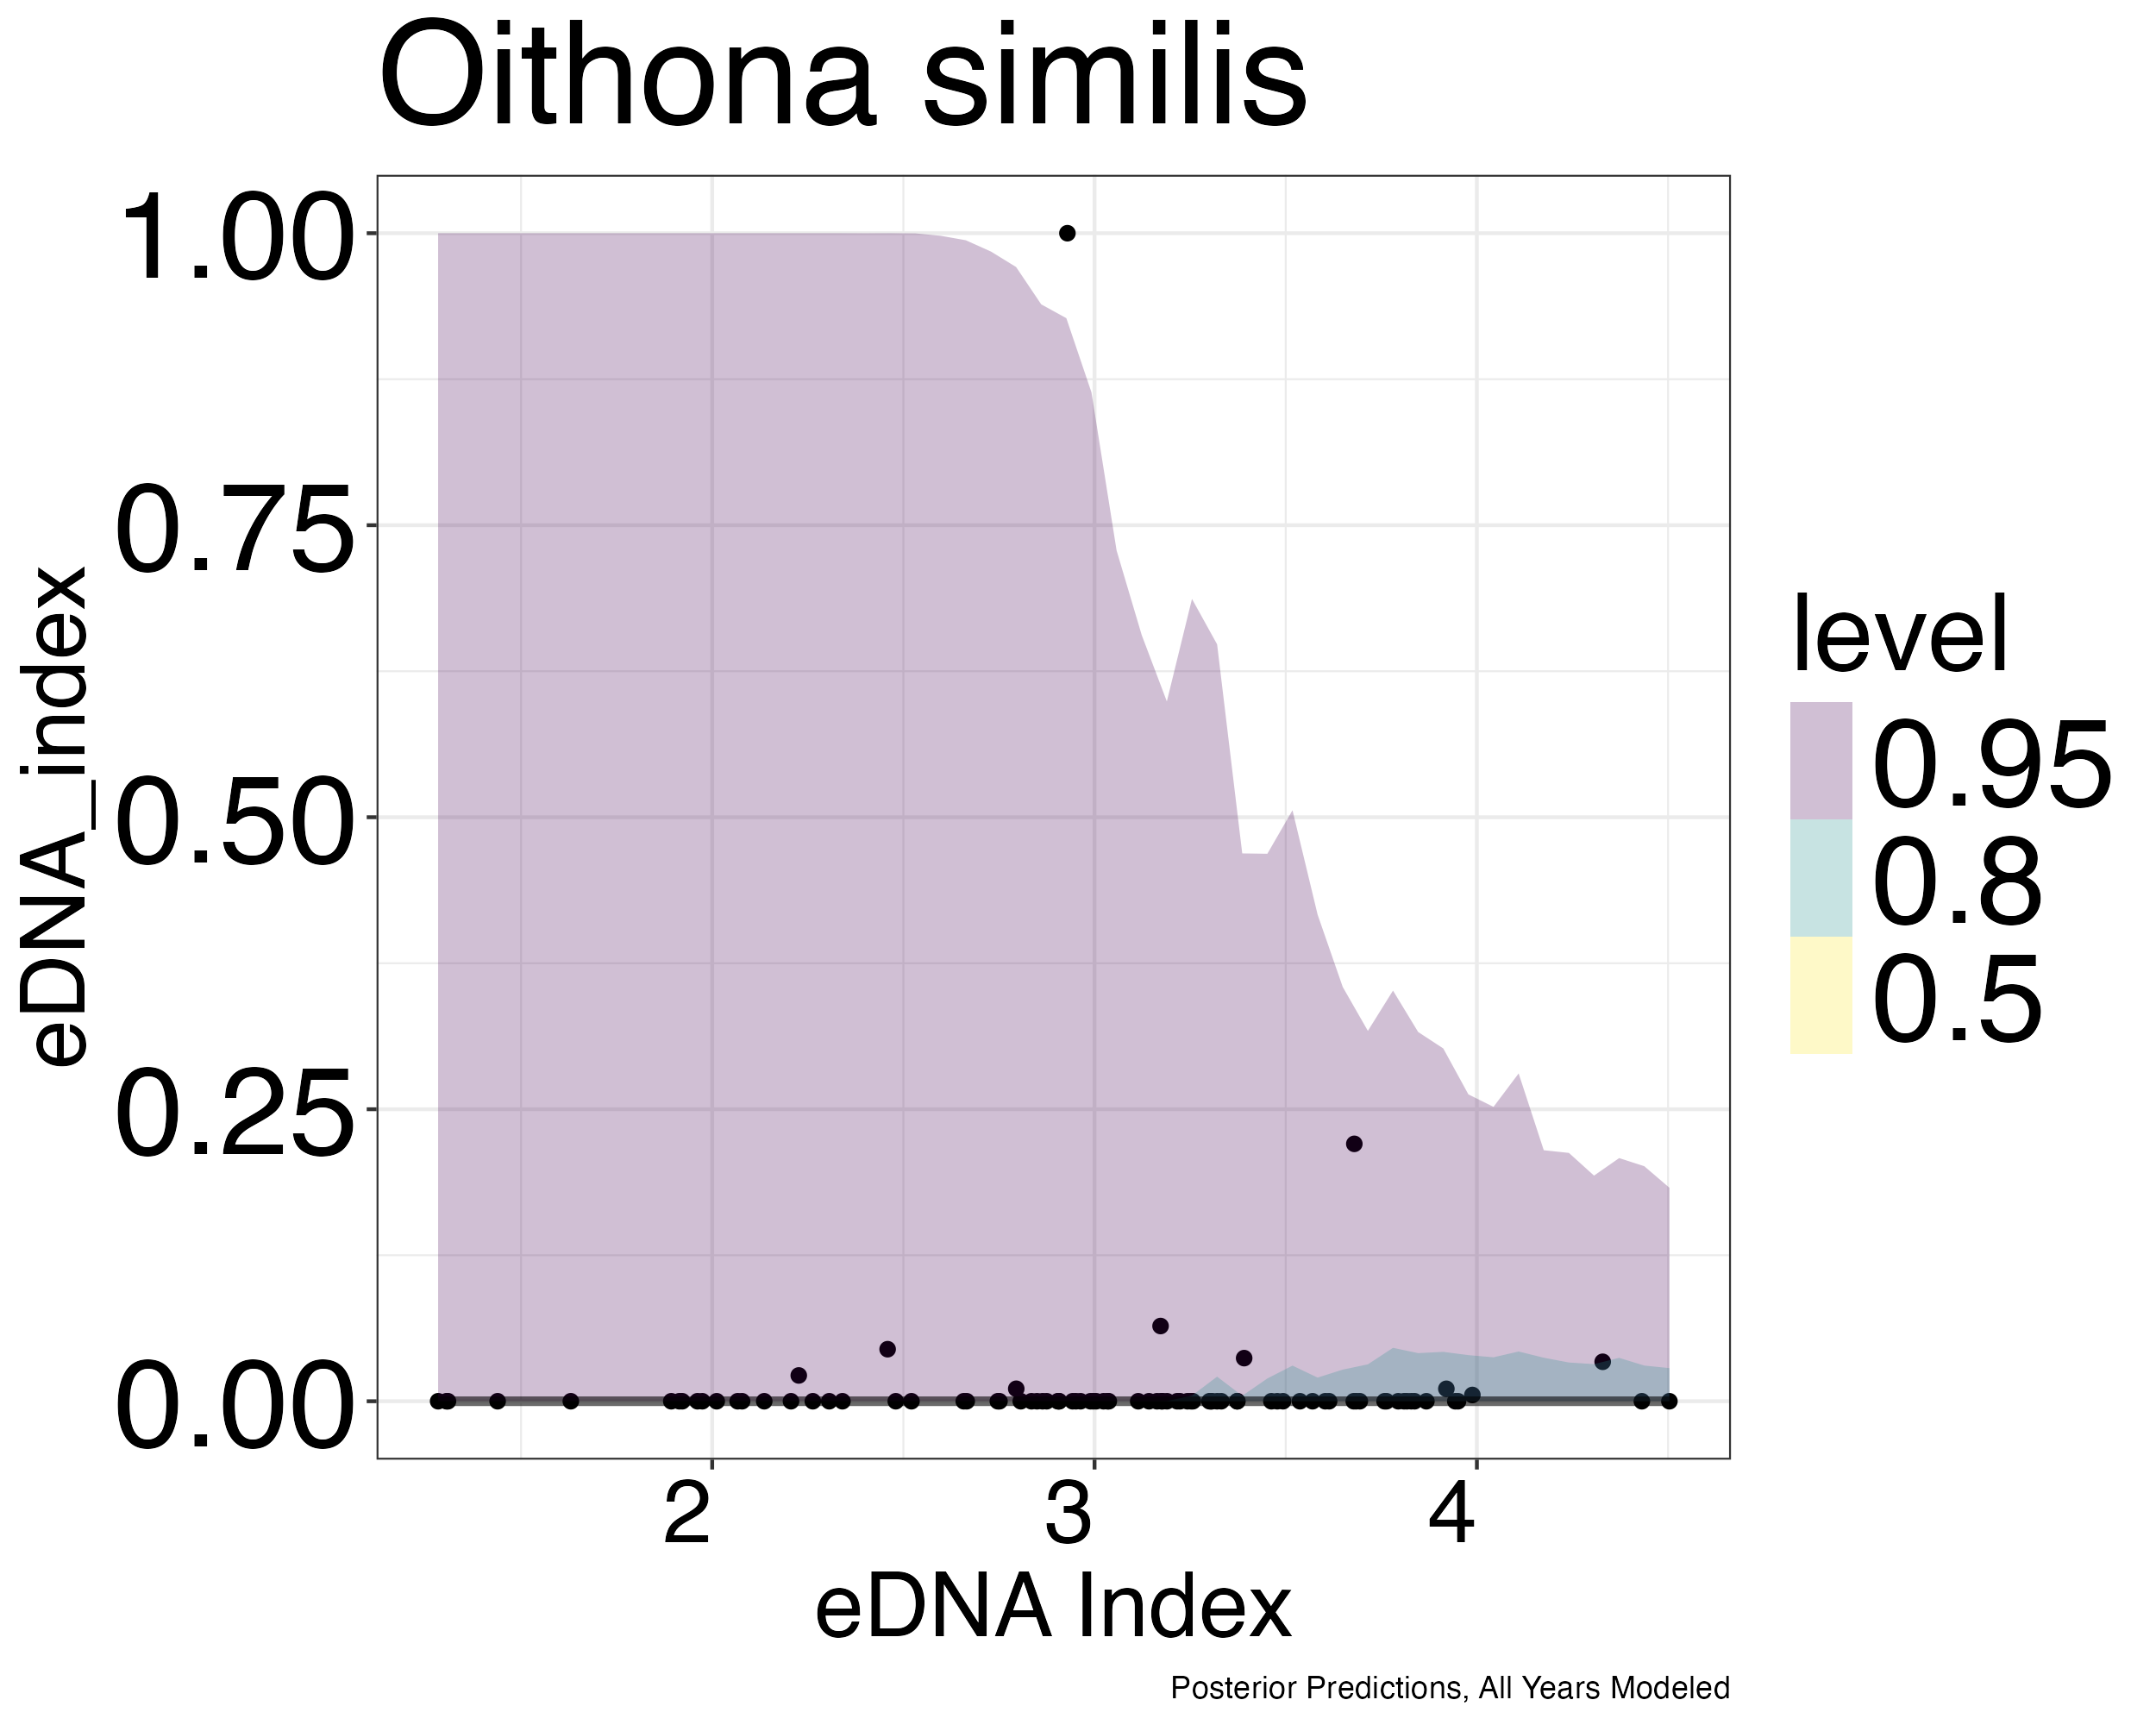 Oithona similis
1.00
0.75
0.50
0.25
0.00
eDNA_index
2 3 4
eDNA Index
level
0.95
0.8
0.5
Posterior Predictions, All Years Modeled